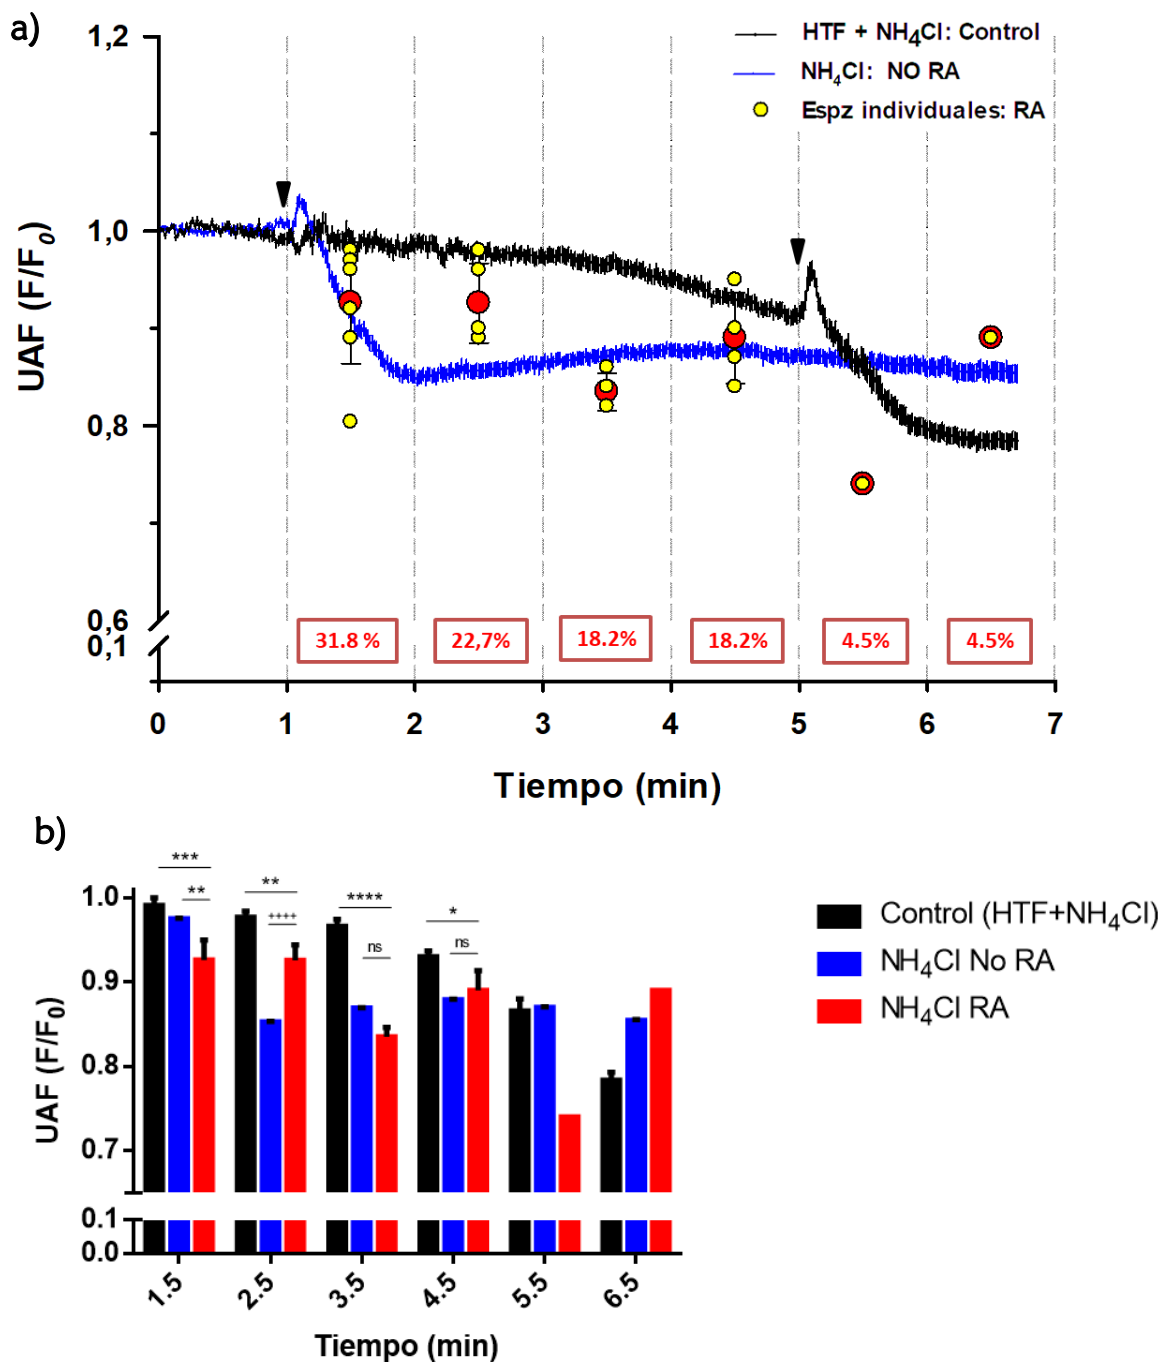 a)
1,2
HTF + NH4Cl: Control
NH4Cl: NO RA
Espz individuales: RA
1,0
UAF (F/F0)
0,8
0,6
0,1
31.8 %
22,7%
18.2%
18.2%
4.5%
4.5%
0 1 2 3 4 5 6 7
Tiempo (min)
b)
*** ** **** *
** ++++ ns ns
1.0
0.9
0.8
0.7
0.1
0.0
UAF (F/F0)
Control (HTF+NH4Cl)
NH4Cl No RA
NH4Cl RA
1.5 2.5 3.5 4.5 5.5 6.5
Tiempo (min)